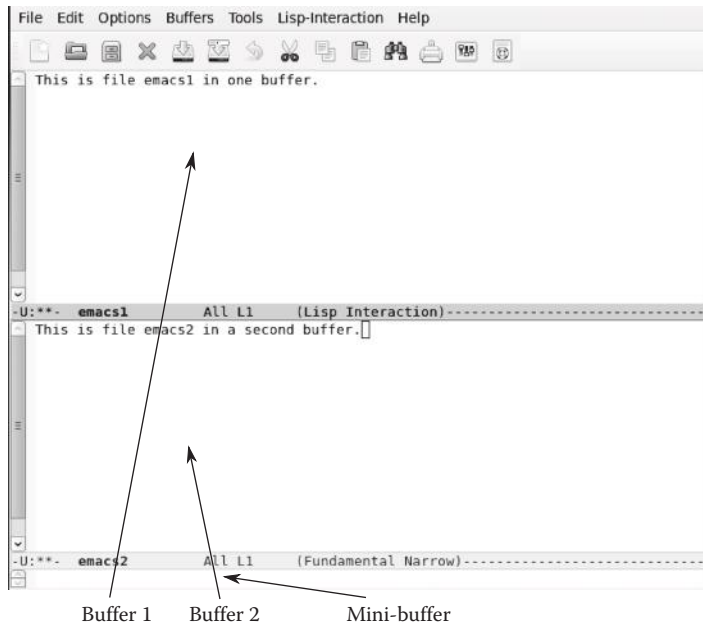 File Edit Options Buffers Tools Lisp-Interaction Help
This is file emacs1 in one buffer.
-U:**- emacs1 All L1 (Lisp Interaction)-----------------------------
This is file emacs2 in a second buffer.
-U:**- emacs2 All L1 (Fundamental Narrow)---------------------------
Buffer 1 Buffer 2 Mini-buffer